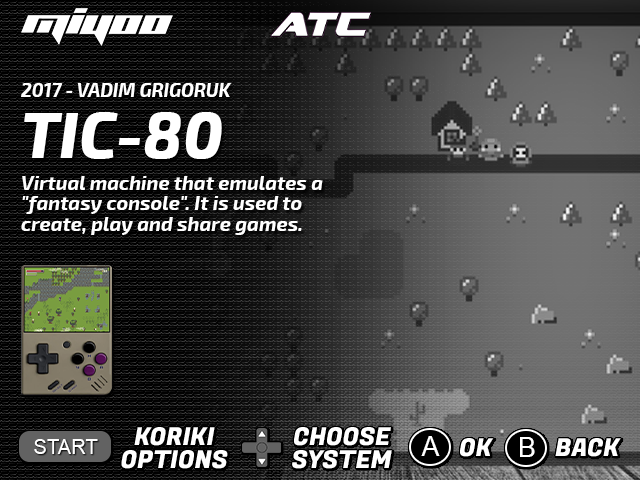 miyoo
ATC
2017 - VADIM GRIGORUK
TIC-80
Virtual machine that emulates a
"fantasy console". It is used to
create, play and share games.
START
KORIKI
OPTIONS
CHOOSE
SYSTEM
A
OK
B
BACK